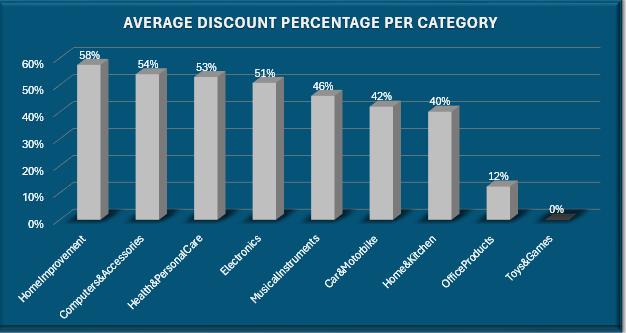 AVERAGE DISCOUNT PERCENTAGE PER CATEGORY
60%
50%
40%
30%
20%
10%
0%
58%
54%
53%
51%
46%
42%
40%
12%
0%
HomeImprovement
Computers&Accessories
Health&PersonalCare
Electronics
MusicalInstruments
Car&Motorbike
Home&Kitchen
OfficeProducts
Toys&Games